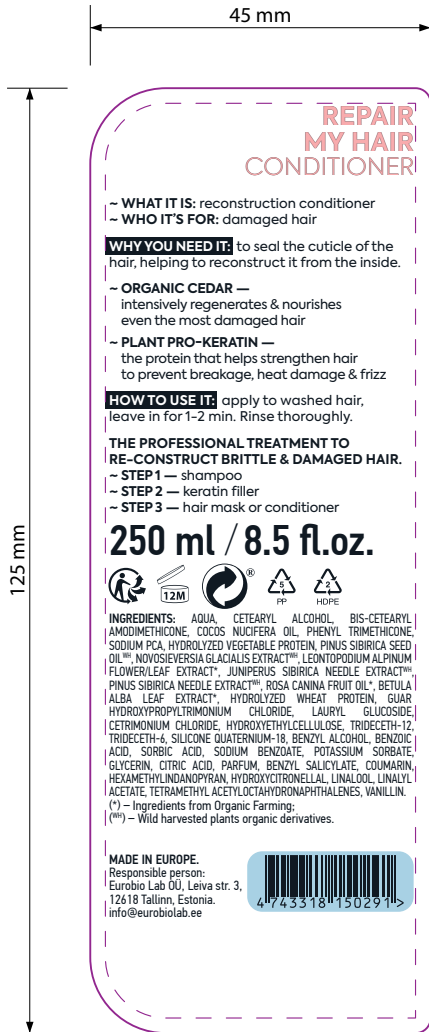 45 mm
125 mm
REPAIR
MY HAIR
CONDITIONER
~ WHAT IT IS: reconstruction conditioner
~ WHO IT'S FOR: damaged hair
WHY YOU NEED IT: to seal the cuticle of the
hair, helping to reconstruct it from the inside.
~ ORGANIC CEDAR —
intensively regenerates & nourishes
even the most damaged hair
~ PLANT PRO-KERATIN —
the protein that helps strengthen hair
to prevent breakage, heat damage & frizz
HOW TO USE IT: apply to washed hair,
leave in for 1-2 min. Rinse thoroughly.
THE PROFESSIONAL TREATMENT TO
RE-CONSTRUCT BRITTLE & DAMAGED HAIR.
~ STEP 1 — shampoo
~ STEP 2 — keratin filler
~ STEP 3 — hair mask or conditioner
250 ml / 8.5 fl.oz.
12M
®
5
PP
2
HDPE
INGREDIENTS: AQUA, CETEARYL ALCOHOL, BIS-CETEARYL
AMODIMETHICONE, COCOS NUCIFERA OIL, PHENYL TRIMETHICONE,
SODIUM PCA, HYDROLYZED VEGETABLE PROTEIN, PINUS SIBIRICA SEED
OILᵂᴴ, NOVOSIEVERSIA GLACIALIS EXTRACTᵂᴴ, LEONTOPODIUM ALPINUM
FLOWER/LEAF EXTRACT*, JUNIPERUS SIBIRICA NEEDLE EXTRACTᵂᴴ,
PINUS SIBIRICA NEEDLE EXTRACTᵂᴴ, ROSA CANINA FRUIT OIL*, BETULA
ALBA LEAF EXTRACT*, HYDROLYZED WHEAT PROTEIN, GUAR
HYDROXYPROPYLTRIMONIUM CHLORIDE, LAURYL GLUCOSIDE,
CETRIMONIUM CHLORIDE, HYDROXYETHYLCELLULOSE, TRIDECETH-12,
TRIDECETH-6, SILICONE QUATERNIUM-18, BENZYL ALCOHOL, BENZOIC
ACID, SORBIC ACID, SODIUM BENZOATE, POTASSIUM SORBATE,
GLYCERIN, CITRIC ACID, PARFUM, BENZYL SALICYLATE, COUMARIN,
HEXAMETHYLINDANOPYRAN, HYDROXYCITRONELLAL, LINALOOL, LINALYL
ACETATE, TETRAMETHYL ACETYLOCTAHYDRONAPHTHALENES, VANILLIN.
(*) – Ingredients from Organic Farming;
(ᵂᴴ) – Wild harvested plants organic derivatives.
MADE IN EUROPE.
Responsible person:
Eurobio Lab OÜ, Leiva str. 3,
12618 Tallinn, Estonia.
info@eurobiolab.ee
4 743318 150291 >